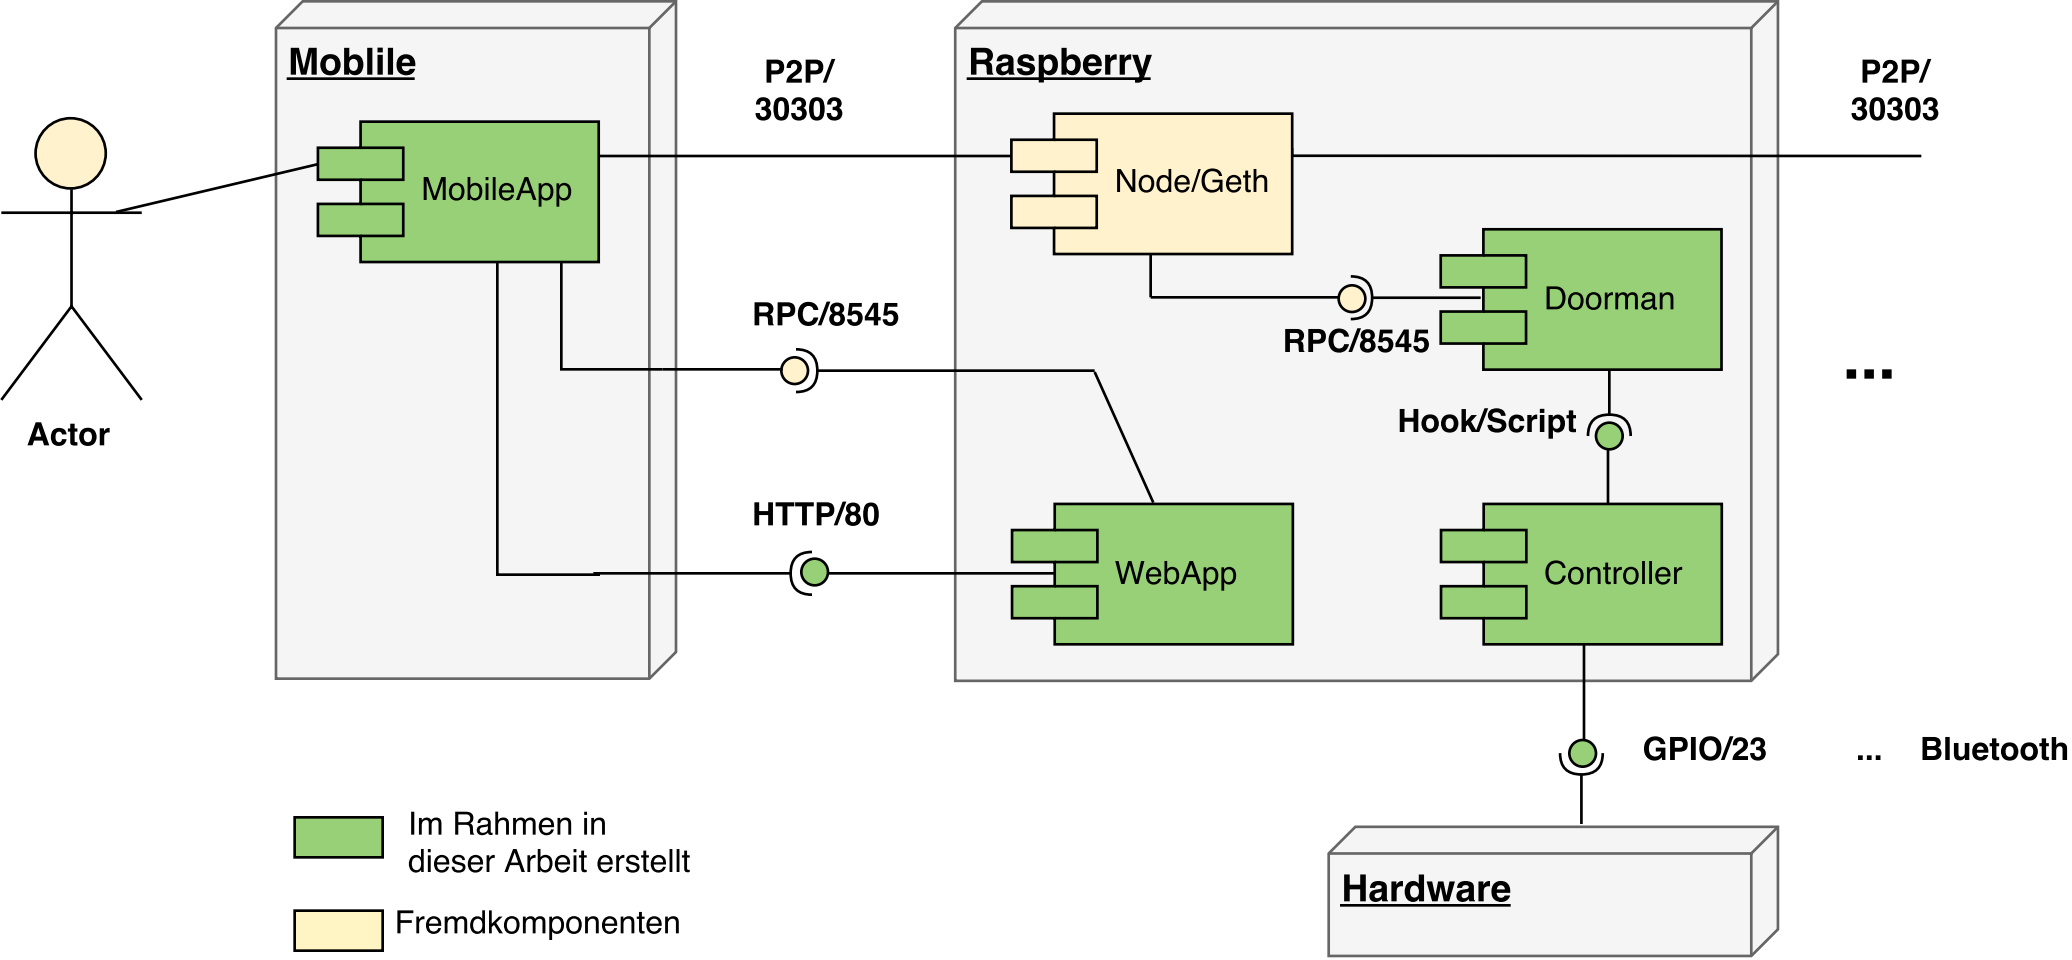 Moblile
P2P/
30303
Raspberry
P2P/
30303
MobileApp
Node/Geth
Doorman
RPC/8545
RPC/8545
...
Actor
Hook/Script
HTTP/80
WebApp
Controller
GPIO/23 ... Bluetooth
Im Rahmen in
dieser Arbeit erstellt
Hardware
Fremdkomponenten